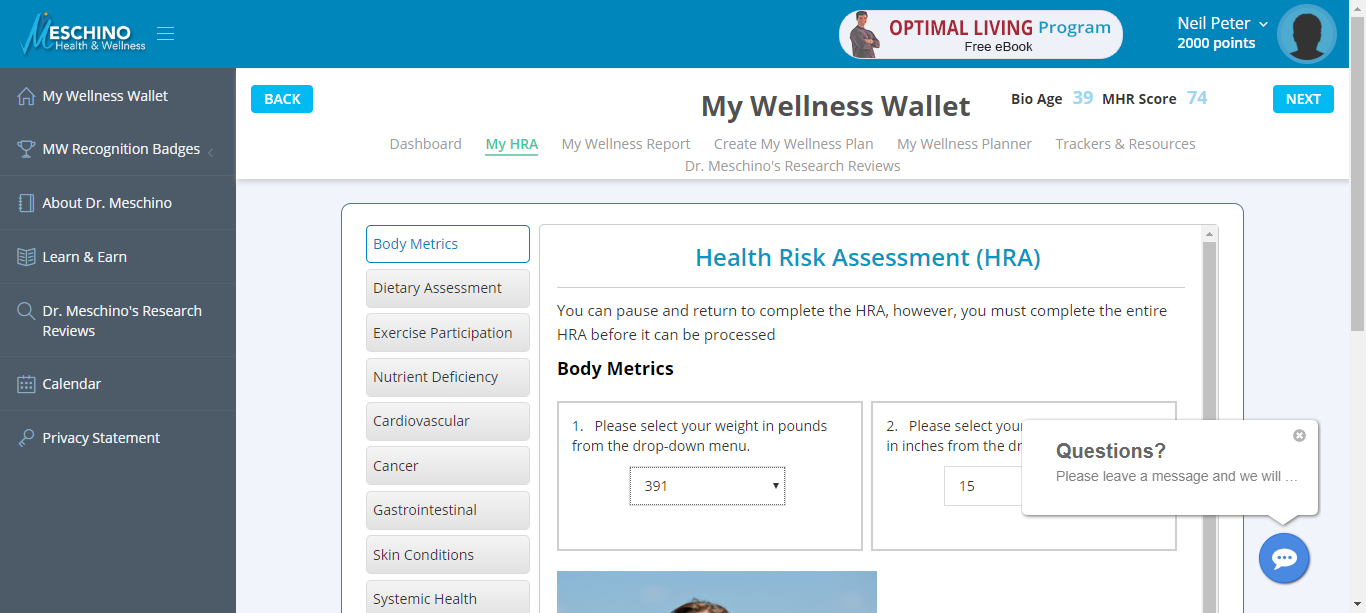 MESCHINO
Health & Wellness
OPTIMAL LIVING Program
Free eBook
Neil Peter
2000 points
My Wellness Wallet
MW Recognition Badges
About Dr. Meschino
Learn & Earn
Dr. Meschino's Research
Reviews
Calendar
Privacy Statement
BACK
My Wellness Wallet
Bio Age 39 MHR Score 74
NEXT
Dashboard My HRA My Wellness Report Create My Wellness Plan My Wellness Planner Trackers & Resources
Dr. Meschino's Research Reviews
Body Metrics
Dietary Assessment
Exercise Participation
Nutrient Deficiency
Cardiovascular
Cancer
Gastrointestinal
Skin Conditions
Systemic Health
Health Risk Assessment (HRA)
You can pause and return to complete the HRA, however, you must complete the entire
HRA before it can be processed
Body Metrics
1. Please select your weight in pounds
from the drop-down menu.
391
2. Please select your
in inches from the
15
Questions?
Please leave a message and we will ...